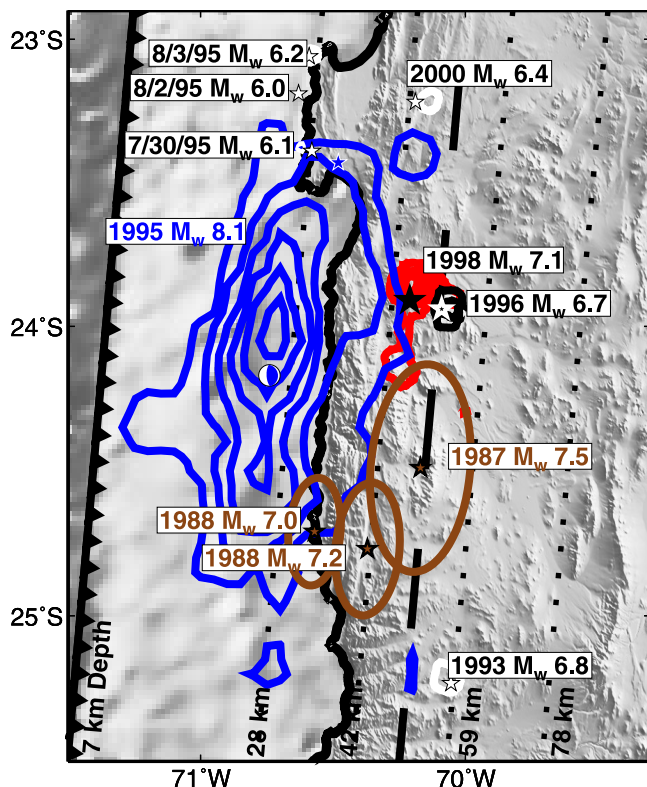 23°S
8/3/95 Mw 6.2
2000 Mw 6.4
8/2/95 Mw 6.0
7/30/95 Mw 6.1
1995 Mw 8.1
1998 Mw 7.1
1996 Mw 6.7
24°S
1987 Mw 7.5
1988 Mw 7.0
1988 Mw 7.2
25°S
1993 Mw 6.8
7 km Depth
28 km
42 km
59 km
78 km
71°W
70°W